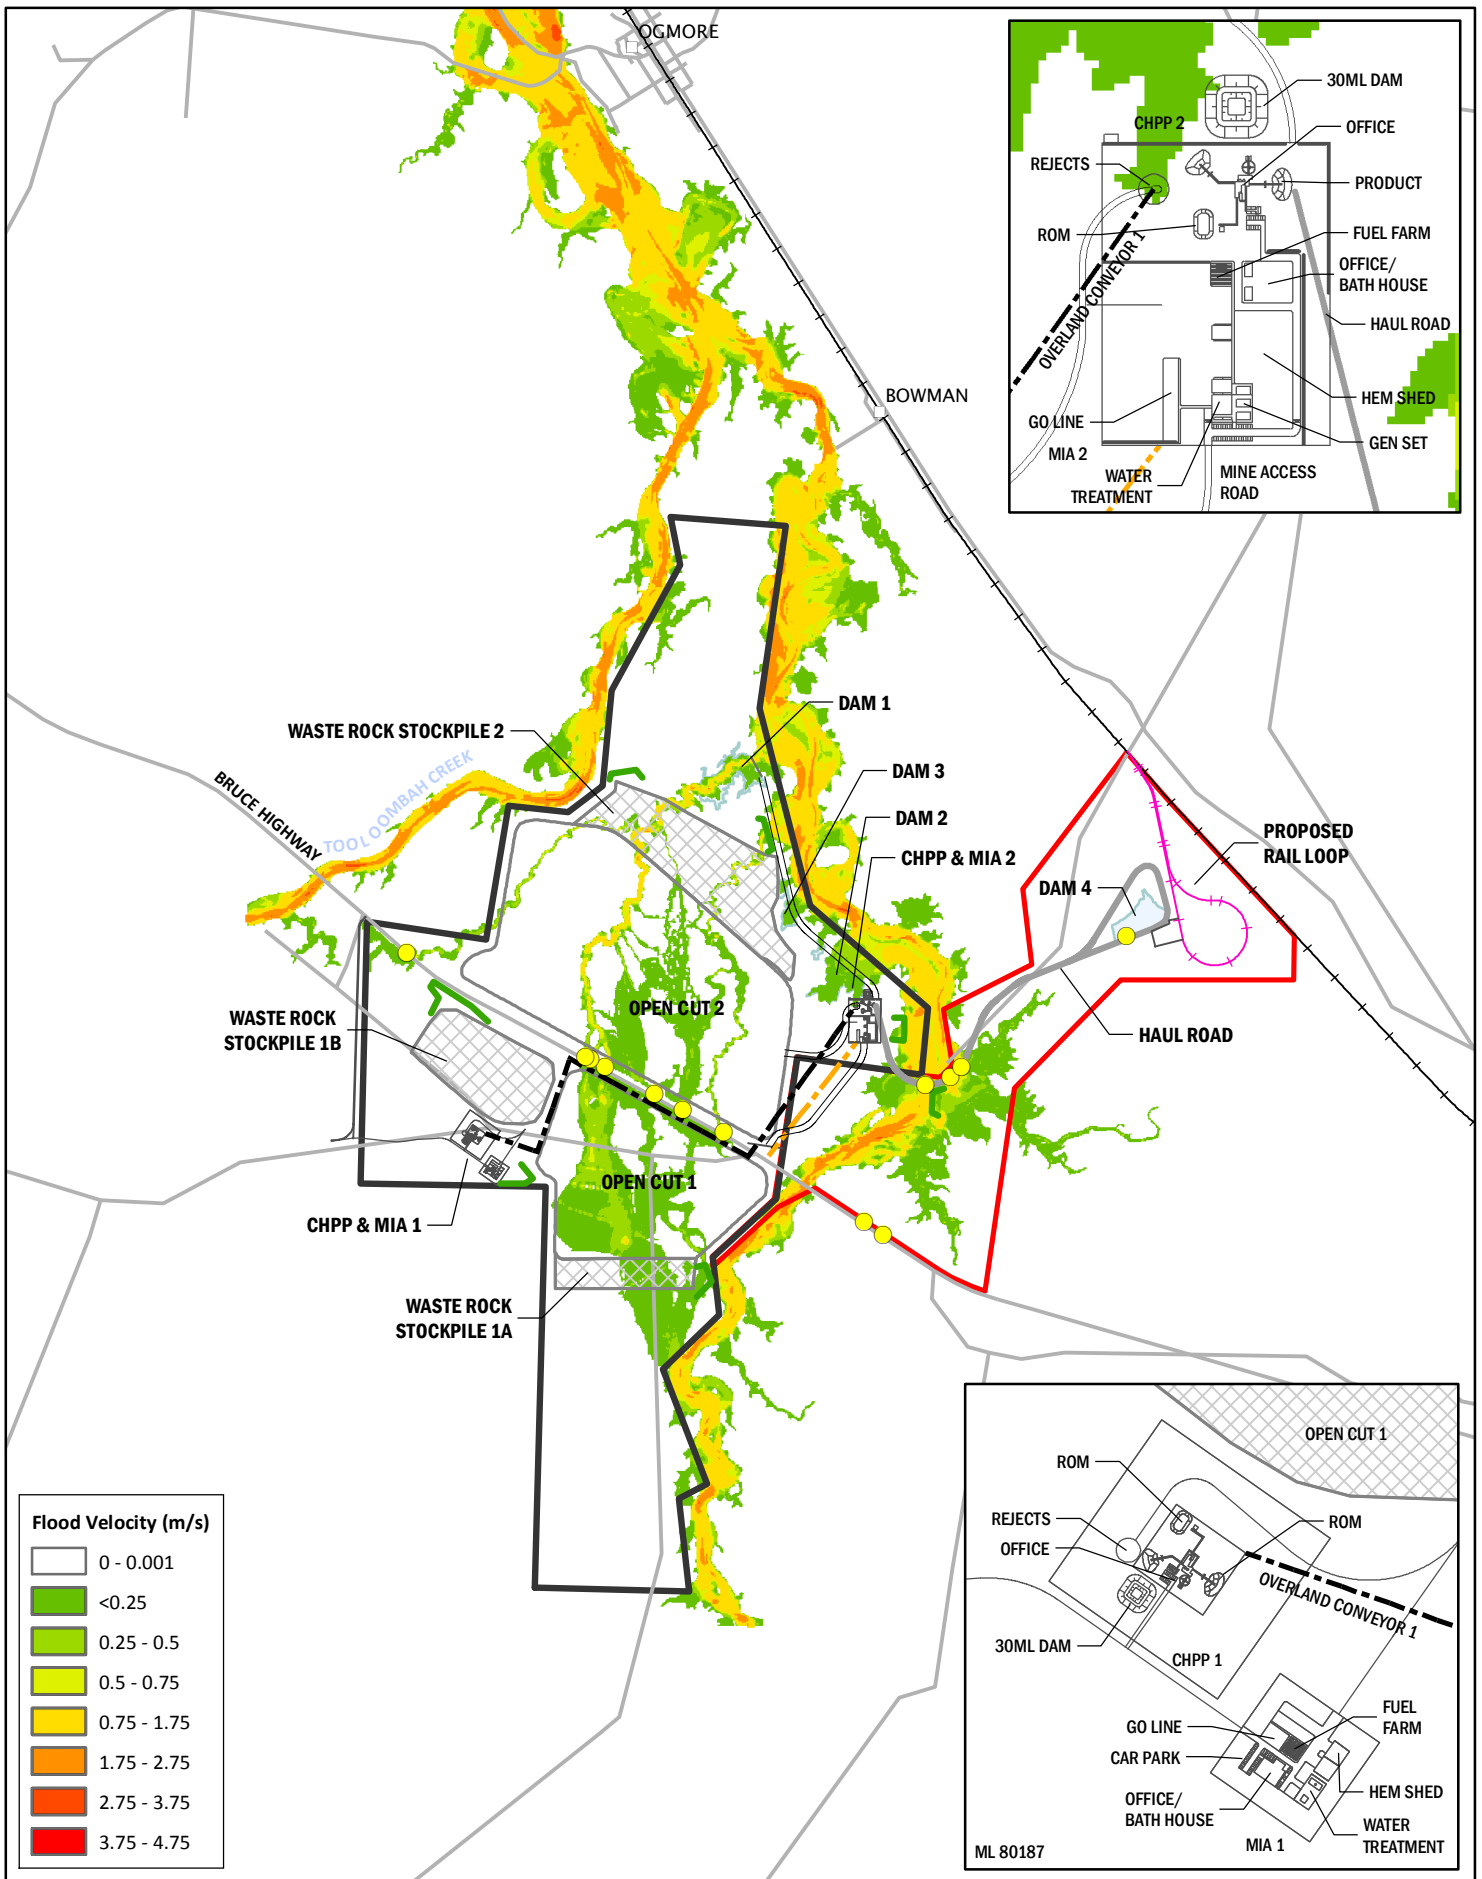 OGMORE
BOWMAN
30ML DAM
CHPP 2
OFFICE
REJECTS
PRODUCT
ROM
FUEL FARM
OFFICE/
BATH HOUSE
OVERLAND CONVEYOR 1
HAUL ROAD
HEM SHED
GO LINE
GEN SET
MIA 2
WATER
TREATMENT
MINE ACCESS
ROAD
DAM 1
WASTE ROCK STOCKPILE 2
DAM 3
BRUCE HIGHWAY
TOOLOOMBAH CREEK
DAM 2
CHPP & MIA 2
PROPOSED
RAIL LOOP
DAM 4
OPEN CUT 2
WASTE ROCK
STOCKPILE 1B
HAUL ROAD
OPEN CUT 1
CHPP & MIA 1
WASTE ROCK
STOCKPILE 1A
Flood Velocity (m/s)
0 - 0.001
<0.25
0.25 - 0.5
0.5 - 0.75
0.75 - 1.75
1.75 - 2.75
2.75 - 3.75
3.75 - 4.75
OPEN CUT 1
ROM
REJECTS
ROM
OFFICE
OVERLAND CONVEYOR 1
30ML DAM
CHPP 1
FUEL
FARM
GO LINE
CAR PARK
OFFICE/
BATH HOUSE
HEM SHED
WATER
TREATMENT
MIA 1
ML 80187